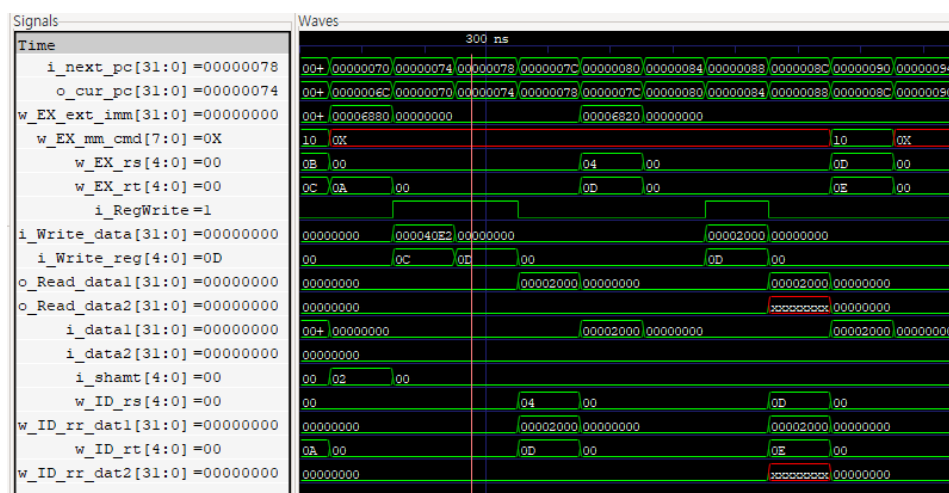 Signals Waves
Time 300 ns
i_next_pc[31:0] =00000078 00+ 00000070 00000074 00000078 0000007C 00000080 00000084 00000088 0000008C 00000090 0000009
o_cur_pc[31:0] =00000074 00+ 0000006C 00000070 00000074 00000078 0000007C 00000080 00000084 00000088 0000008C 0000009
w_EX_ext_imm[31:0] =00000000 00+ 00006880 00000000 00006820 00000000
w_EX_mm_cmd[7:0] =0X 10 0X 10 0X
w_EX_rs[4:0] =00 0B 00 04 00 0D 00
w_EX_rt[4:0] =00 0C 0A 00 0D 00 0E 00
i_RegWrite =1
i_Write_data[31:0] =00000000 00000000 000040E2 00000000 00002000 00000000
i_Write_reg[4:0] =0D 00 0C 0D 00 0D 00
o_Read_data1[31:0] =00000000 00000000 00002000 00000000 00002000 00000000
o_Read_data2[31:0] =00000000 00000000 xxxxxxxx 00000000
i_data1[31:0] =00000000 00+ 00000000 00002000 00000000 00002000 0000000
i_data2[31:0] =00000000 00000000
i_shamt[4:0] =00 00 02 00
w_ID_rs[4:0] =00 00 04 00 0D 00
w_ID_rr_dat1[31:0] =00000000 00000000 00002000 00000000 00002000 00000000
w_ID_rt[4:0] =00 0A 00 0D 00 0E 00
w_ID_rr_dat2[31:0] =00000000 00000000 xxxxxxxx 00000000